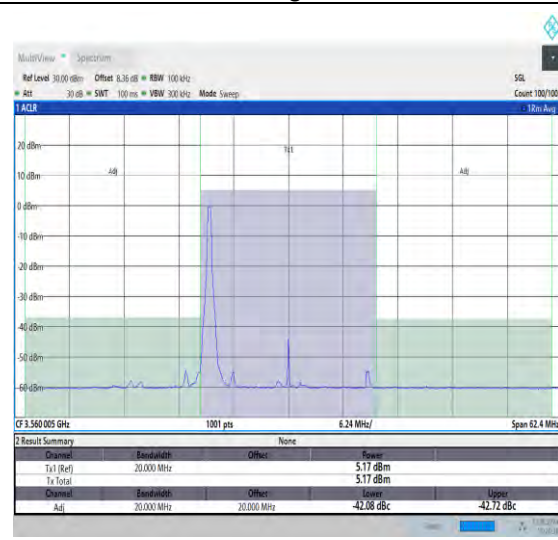 MultiView Spectrum
Ref Level 30.00 dBm Offset 8.36 dB RBW 100 kHz SGL
Att 30 dB SWT 100 ms VBW 300 kHz Mode Sweep Count 100/100
1 ACLR 1Rm Avg
20 dBm
Tx1
10 dBm Adj Adj
0 dBm
-10 dBm
-20 dBm
-30 dBm
-40 dBm
-50 dBm
-60 dBm
CF 3.560 005 GHz 1001 pts 6.24 MHz/ Span 62.4 MHz
2 Result Summary None
Channel Bandwidth Offset Power
Tx1 (Ref) 20.000 MHz 5.17 dBm
Tx Total 5.17 dBm
Channel Bandwidth Offset Lower Upper
Adj 20.000 MHz 20.000 MHz -42.08 dBc -42.72 dBc